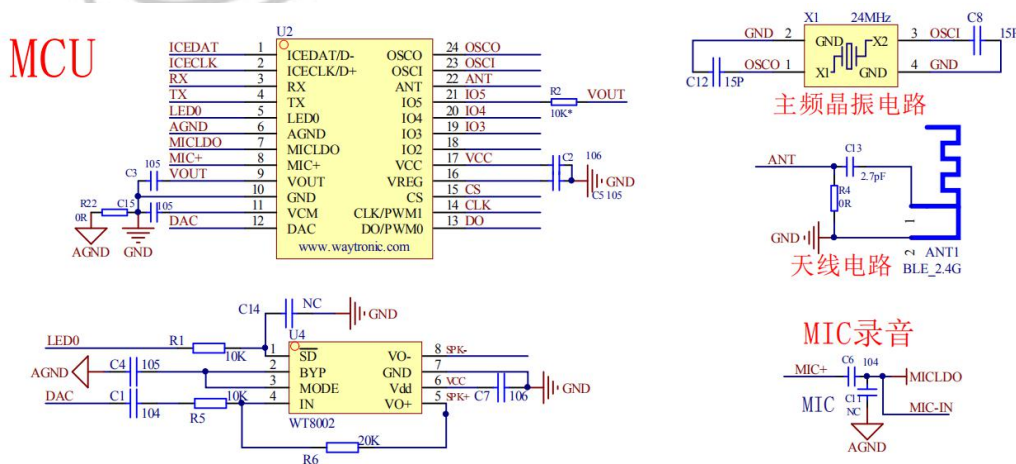 MCU
U2
ICEDAT 1 ICEDAT/D- OSCO 24 OSCO
ICECLK 2 ICECLK/D+ OSCI 23 OSCI
RX 3 RX ANT 22 ANT
TX 4 TX IO5 21 IO5 R2 10K* VOUT
LED0 5 LED0 IO4 20 IO4
AGND 6 AGND IO3 19 IO3
MICLDO 7 MICLDO IO2 18
MIC+ 8 MIC+ VCC 17 VCC C2 106
C3 105 VOUT 9 VOUT VREG 16 GND
10 GND CS 15 CS C5 105
R22 0R C15 105 11 VCM CLK/PWM1 14 CLK
DAC 12 DAC DO/PWM0 13 DO
AGND GND www.waytronic.com
X1 24MHz C8
GND 2 GND X2 3 OSCI 15P
C12 15P OSCO 1 X1 GND 4 GND
主频晶振电路
ANT C13
2.7pF
R4
0R
1
GND 2 ANT1
天线电路 BLE_2.4G
C14 NC GND
U4
LED0 R1 10K 1 SD VO- 8 SPK-
AGND C4 105 2 BYP GND 7
3 MODE Vdd 6 VCC C7 106 GND
DAC C1 104 R5 10K 4 IN VO+ 5 SPK+
WT8002
R6 20K
MIC录音
MIC+ C6 104 MICLDO
MIC C11 NC MIC-IN
AGND